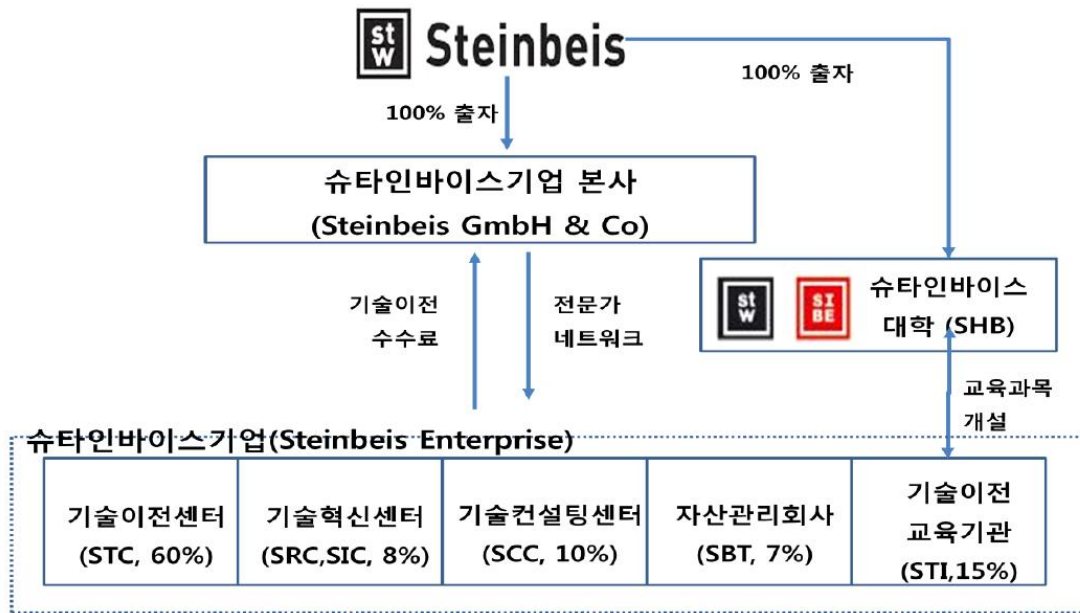 stw Steinbeis
100% 출자
100% 출자
슈타인바이스기업 본사
(Steinbeis GmbH & Co)
stw SIBE 슈타인바이스
대학 (SHB)
기술이전
수수료
전문가
네트워크
교육과목
개설
슈타인바이스기업(Steinbeis Enterprise)
기술이전센터
(STC, 60%)
기술혁신센터
(SRC,SIC, 8%)
기술컨설팅센터
(SCC, 10%)
자산관리회사
(SBT, 7%)
기술이전
교육기관
(STI,15%)